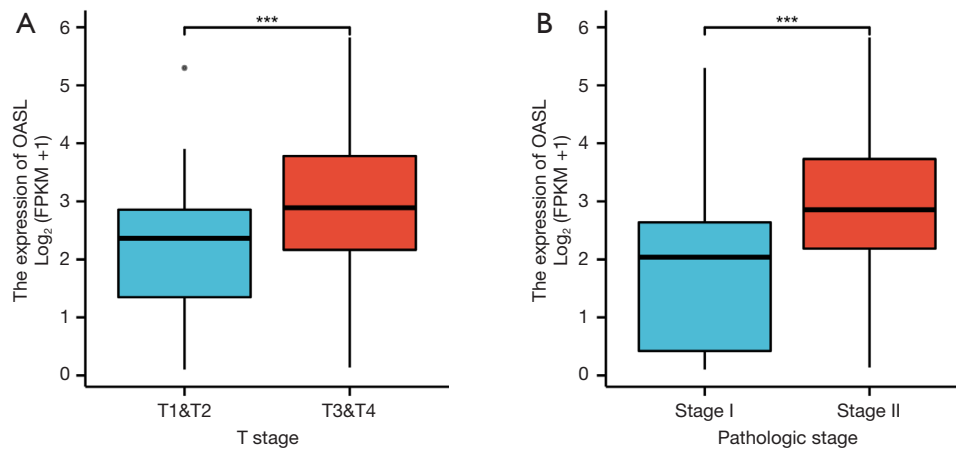 A
The expression of OASL
Log₂ (FPKM +1)
6
5
4
3
2
1
0
***
T1&T2
T3&T4
T stage
B
The expression of OASL
Log₂ (FPKM +1)
6
5
4
3
2
1
0
***
Stage I
Stage II
Pathologic stage